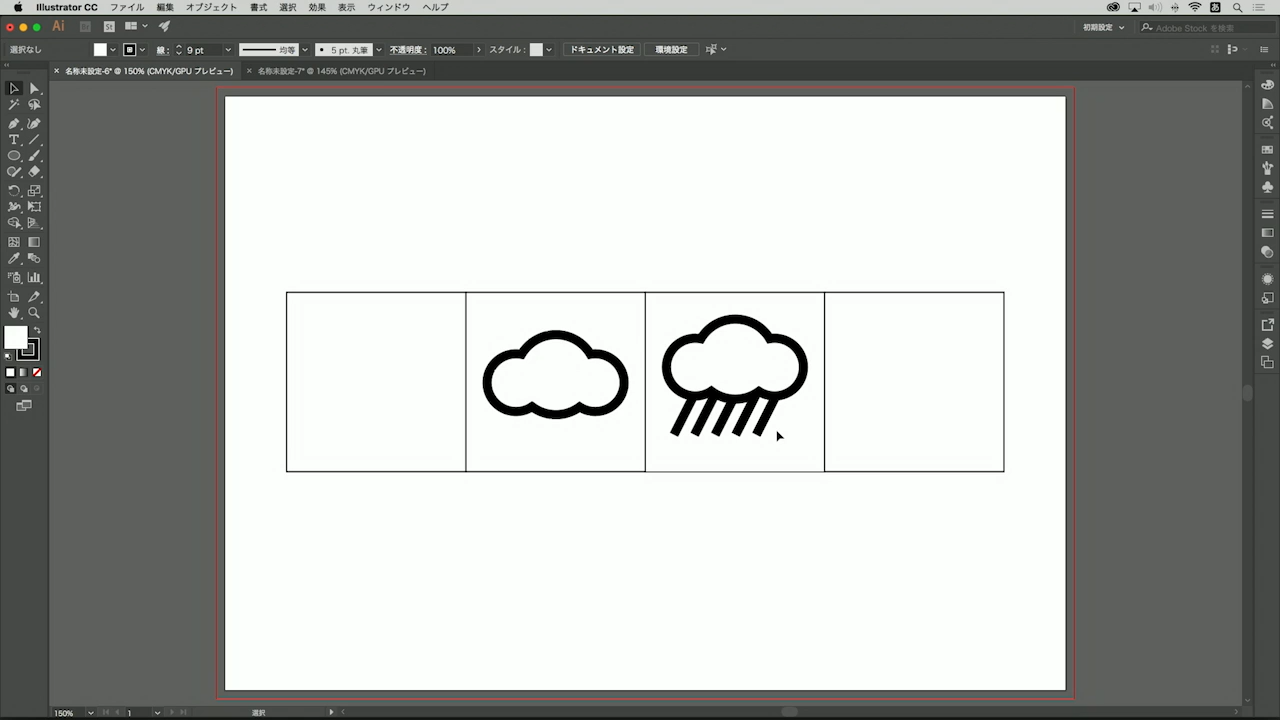 Illustrator CC ファイル 編集 オブジェクト 書式 選択 効果 表示 ウィンドウ ヘルプ
Ai Br St 初期設定 Adobe Stock を検索
選択なし 線: 9 pt 均等 5 pt. 丸筆 不透明度: 100% スタイル: ドキュメント設定 環境設定
× 名称未設定-6* @ 150% (CMYK/GPU プレビュー) × 名称未設定-7* @ 145% (CMYK/GPU プレビュー)
150% 1 選択